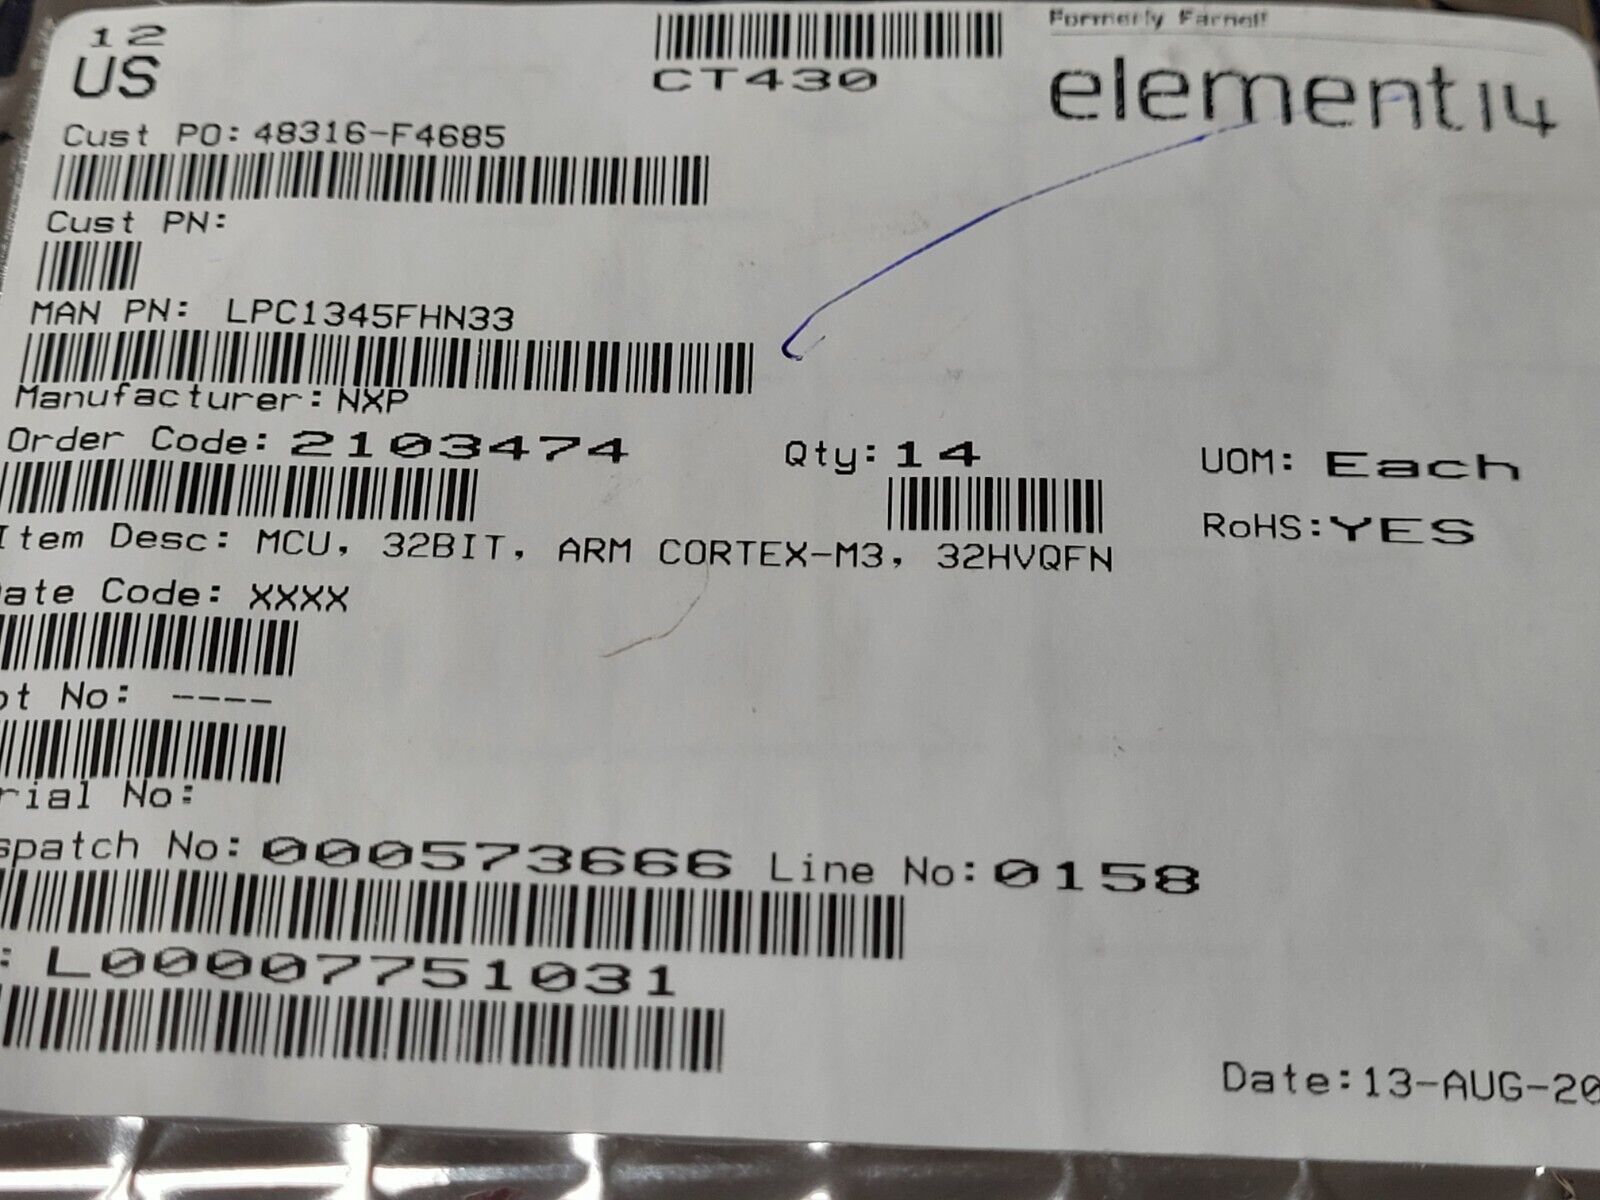 12
US
CT430
Formerly Farnell
element14
Cust PO: 48316-F4685
Cust PN:
MAN PN: LPC1345FHN33
Manufacturer: NXP
Order Code: 2103474 Qty: 14 UOM: Each
RoHS: YES
Item Desc: MCU, 32BIT, ARM CORTEX-M3, 32HVQFN
ate Code: XXXX
ot No: ----
rial No:
spatch No: 000573666 Line No: 0158
: L00007751031
Date: 13-AUG-20